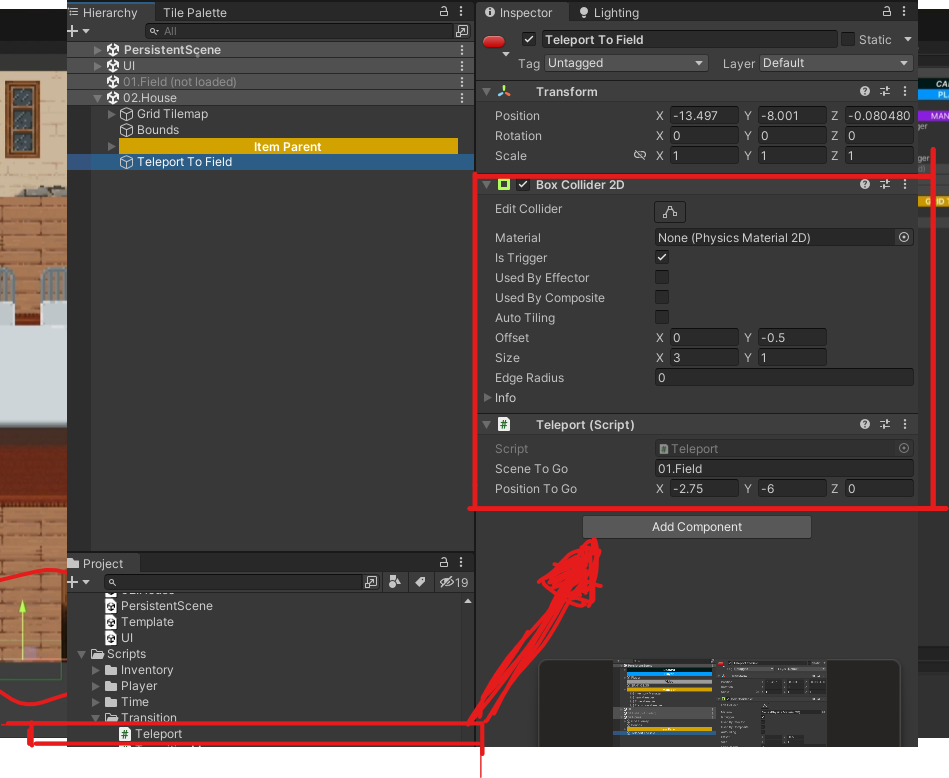 Hierarchy
Tile Palette
All
PersistentScene
UI
01.Field (not loaded)
02.House
Grid Tilemap
Bounds
Item Parent
Teleport To Field
Project
19
PersistentScene
Template
UI
Scripts
Inventory
Player
Time
Transition
Teleport
Inspector
Lighting
Teleport To Field
Static
Tag Untagged Layer Default
Transform
Position X -13.497 Y -8.001 Z -0.080480
Rotation X 0 Y 0 Z 0
Scale X 1 Y 1 Z 1
Box Collider 2D
Edit Collider
Material None (Physics Material 2D)
Is Trigger
Used By Effector
Used By Composite
Auto Tiling
Offset X 0 Y -0.5
Size X 3 Y 1
Edge Radius 0
Info
# Teleport (Script)
Script # Teleport
Scene To Go 01.Field
Position To Go X -2.75 Y -6 Z 0
Add Component